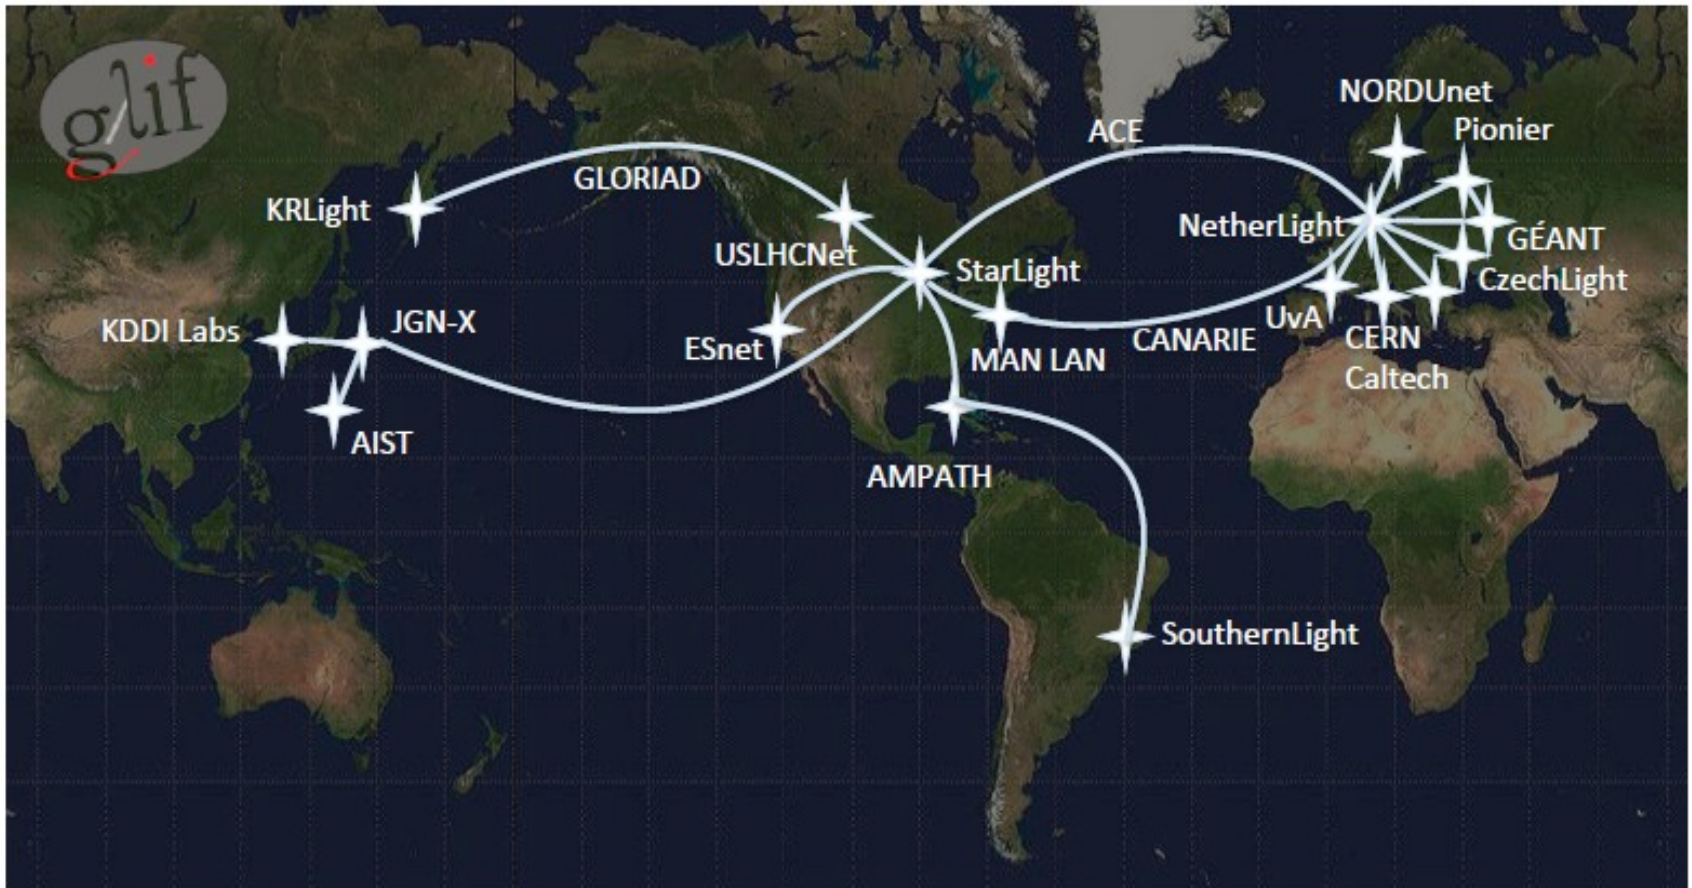 glif
NORDUnet
Pionier
ACE
GLORIAD
KRLight
NetherLight
GÉANT
USLHCNet
StarLight
CzechLight
KDDI Labs
JGN-X
UvA
ESnet
MAN LAN
CANARIE
CERN
Caltech
AIST
AMPATH
SouthernLight